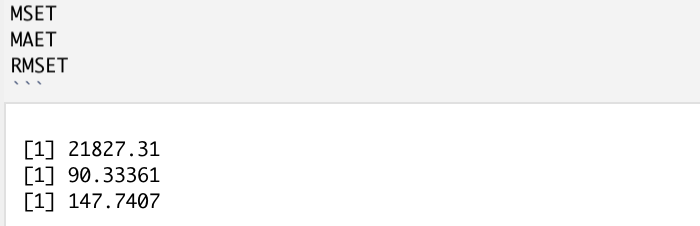 MSET
MAET
RMSET
```
[1] 21827.31
[1] 90.33361
[1] 147.7407